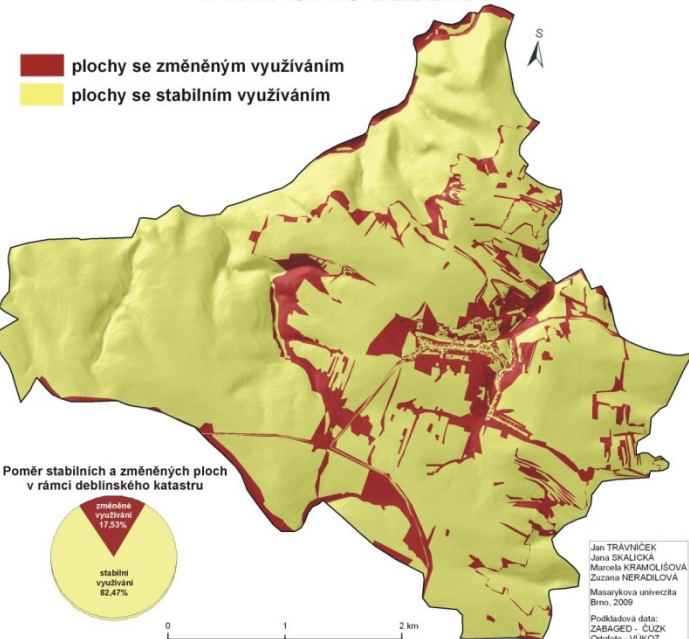 S
plochy se změněným využíváním
plochy se stabilním využíváním
Poměr stabilních a změněných ploch
v rámci deblínského katastru
změněné
využívání
17,53%
stabilní
využívání
82,47%
0
1
2 km
Jan TRÁVNÍČEK
Jana SKALICKÁ
Marcela KRAMOLIŠOVÁ
Zuzana NERADILOVÁ
Masarykova univerzita
Brno, 2009
Podkladová data:
ZABAGED - ČÚZK